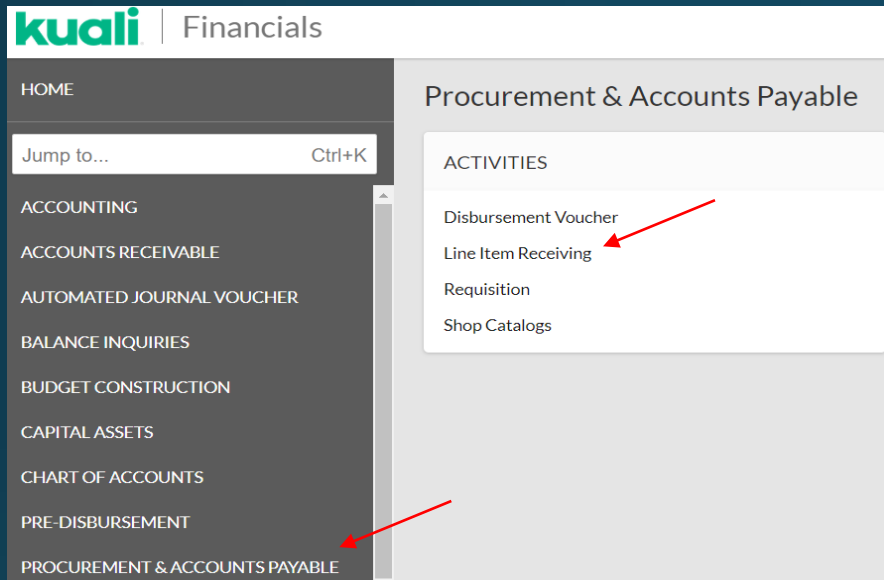 kuali Financials
HOME
Jump to... Ctrl+K
ACCOUNTING
ACCOUNTS RECEIVABLE
AUTOMATED JOURNAL VOUCHER
BALANCE INQUIRIES
BUDGET CONSTRUCTION
CAPITAL ASSETS
CHART OF ACCOUNTS
PRE-DISBURSEMENT
PROCUREMENT & ACCOUNTS PAYABLE
Procurement & Accounts Payable
ACTIVITIES
Disbursement Voucher
Line Item Receiving
Requisition
Shop Catalogs